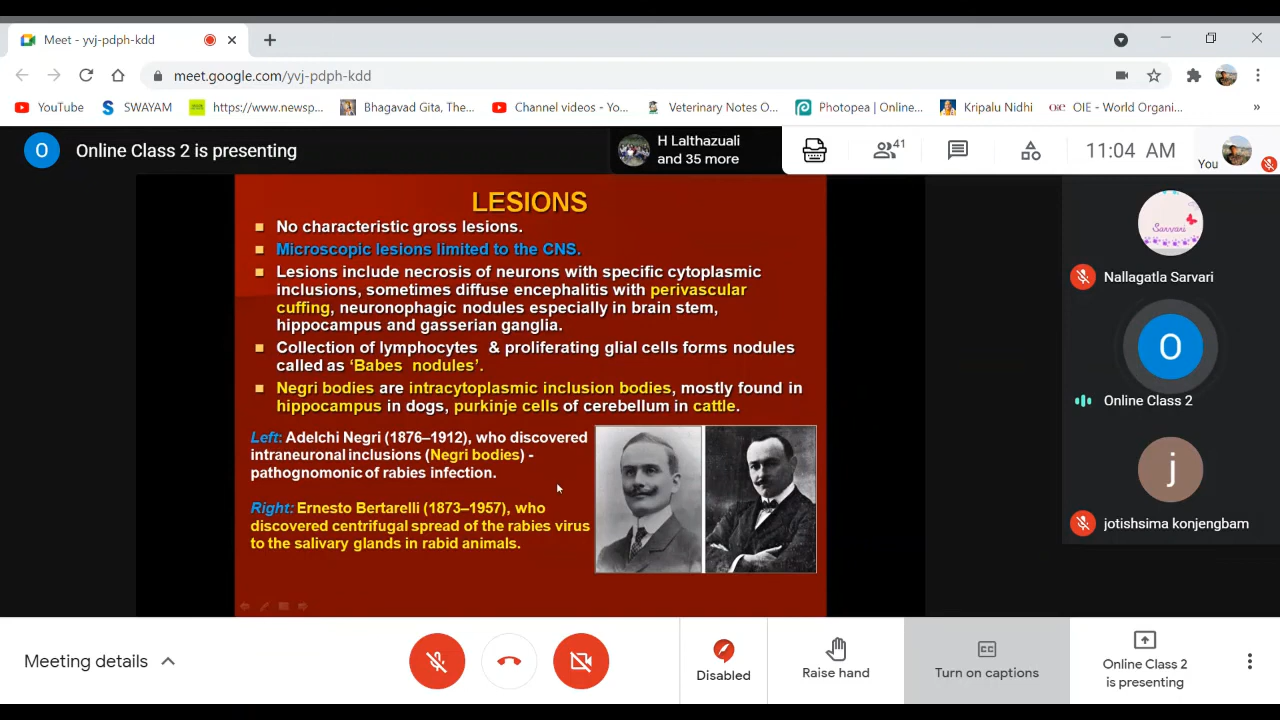 Meet - yvj-pdph-kdd
meet.google.com/yvj-pdph-kdd
YouTube
SWAYAM
https://www.newsp...
Bhagavad Gita, The...
Channel videos - Yo...
Veterinary Notes O...
Photopea | Online...
Kripalu Nidhi
OIE - World Organi...
»
O
Online Class 2 is presenting
H Lalthazuali
and 35 more
41
11:04 AM
You
LESIONS
No characteristic gross lesions.
Microscopic lesions limited to the CNS.
Lesions include necrosis of neurons with specific cytoplasmic
inclusions, sometimes diffuse encephalitis with perivascular
cuffing, neuronophagic nodules especially in brain stem,
hippocampus and gasserian ganglia.
Collection of lymphocytes & proliferating glial cells forms nodules
called as ‘Babes nodules’.
Negri bodies are intracytoplasmic inclusion bodies, mostly found in
hippocampus in dogs, purkinje cells of cerebellum in cattle.
Left: Adelchi Negri (1876–1912), who discovered
intraneuronal inclusions (Negri bodies) -
pathognomonic of rabies infection.
Right: Ernesto Bertarelli (1873–1957), who
discovered centrifugal spread of the rabies virus
to the salivary glands in rabid animals.
Sarvari
Nallagatla Sarvari
O
Online Class 2
j
jotishsima konjengbam
Meeting details
Disabled
Raise hand
CC
Turn on captions
Online Class 2
is presenting